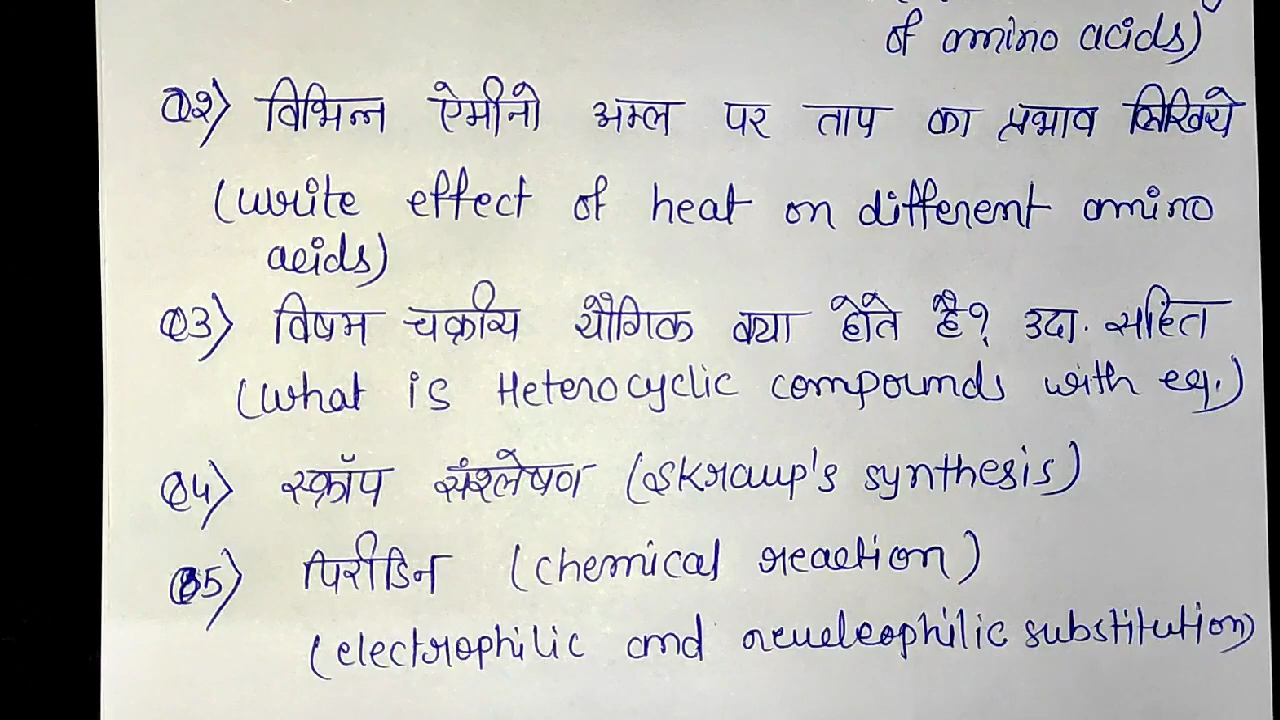 of amino acids)
Q2) विभिन्न ऐमीनो अम्ल पर ताप का प्रभाव लिखिये
(write effect of heat on different amino
acids)
Q3) विषम चक्रीय यौगिक क्या होते है? उदा. सहित
(what is Heterocyclic compounds with eg.)
Q4) स्क्रॉप संश्लेषण (skraup's synthesis)
Q5) पिरीडिन (chemical reaction)
(electrophilic and nucleophilic substitution)